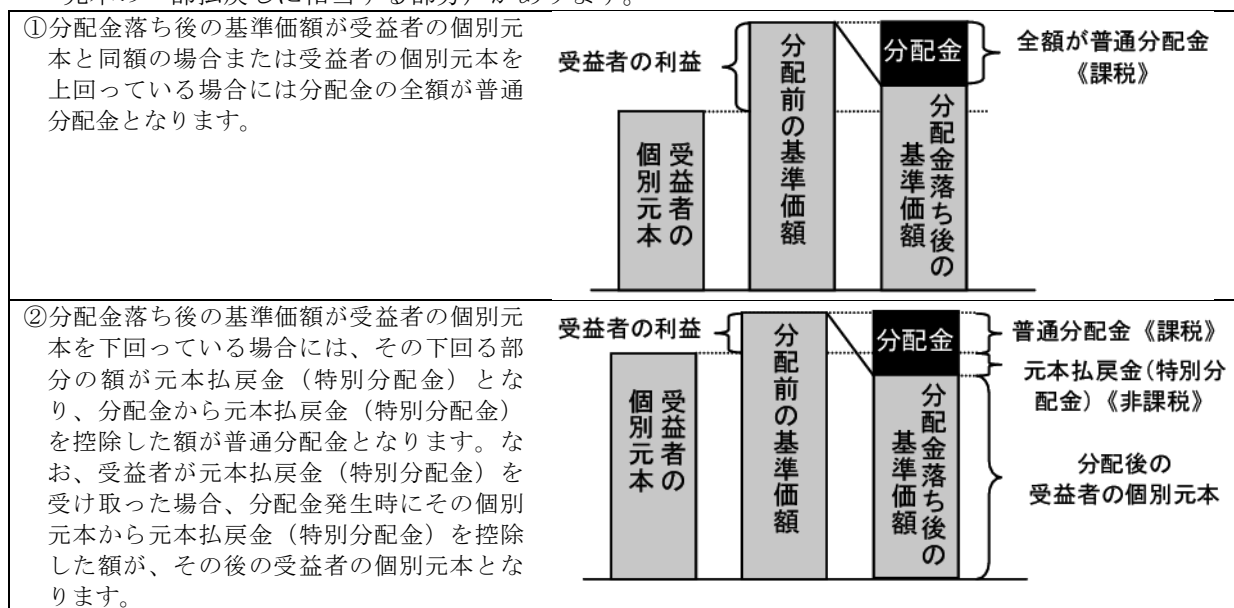 ①分配金落ち後の基準価額が受益者の個別元
本と同額の場合または受益者の個別元本を
上回っている場合には分配金の全額が普通
分配金となります。
受益者の利益
受益者の
個別元本
分配前の基準価額
分配金
分配金落ち後の
基準価額
全額が普通分配金
《課税》
②分配金落ち後の基準価額が受益者の個別元
本を下回っている場合には、その下回る部
分の額が元本払戻金（特別分配金）とな
り、分配金から元本払戻金（特別分配金）
を控除した額が普通分配金となります。な
お、受益者が元本払戻金（特別分配金）を
受け取った場合、分配金発生時にその個別
元本から元本払戻金（特別分配金）を控除
した額が、その後の受益者の個別元本とな
ります。
受益者の利益
受益者の
個別元本
分配前の基準価額
分配金
分配金落ち後の
基準価額
普通分配金《課税》
元本払戻金（特別分
配金）《非課税》
分配後の
受益者の個別元本